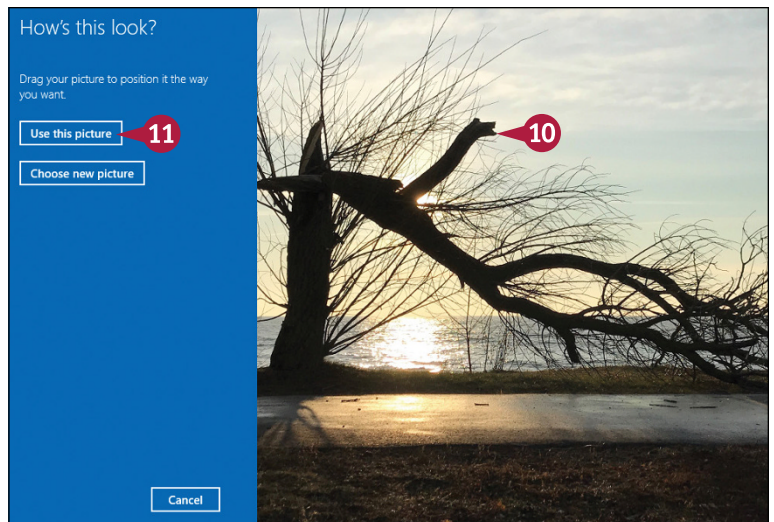 How's this look?
Drag your picture to position it the way
you want.
Use this picture
11
10
Choose new picture
Cancel